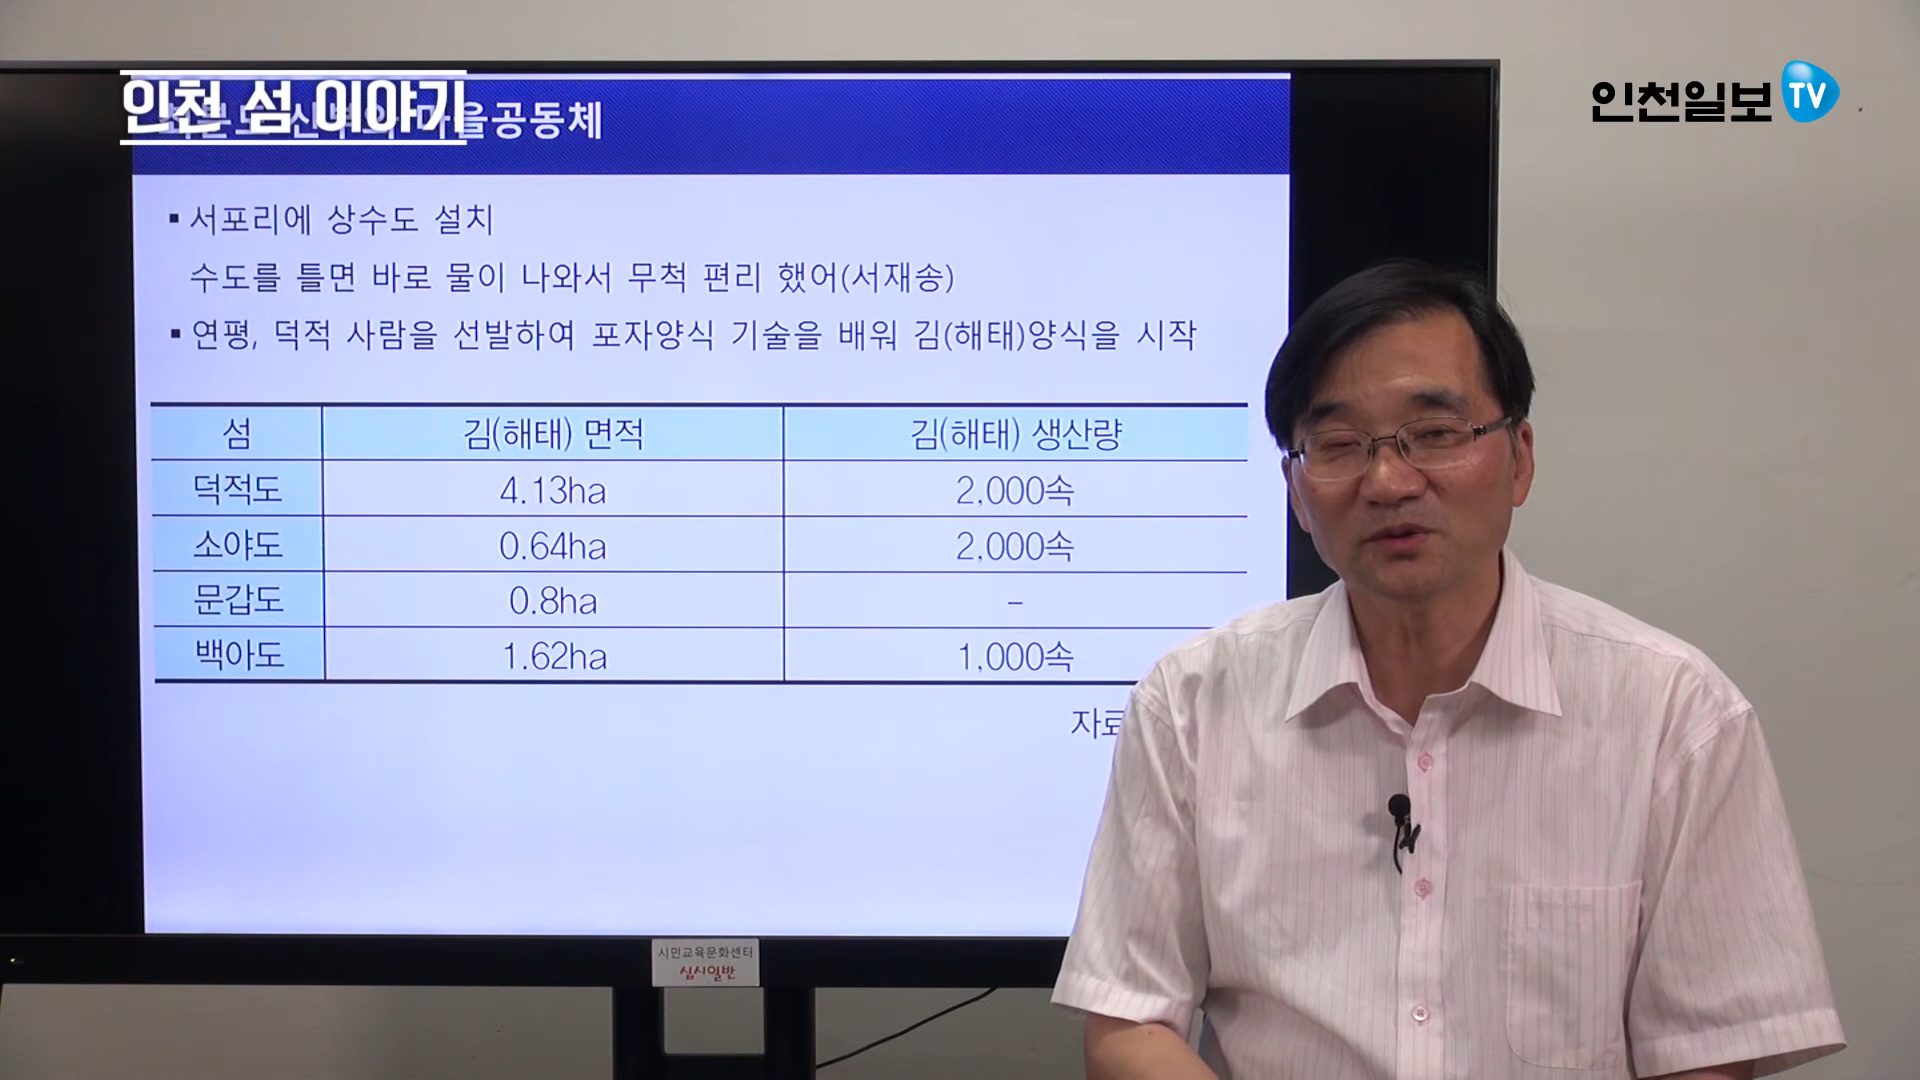 인천 섬 이야기
마을공동체
인천일보 TV
▪ 서포리에 상수도 설치
수도를 틀면 바로 물이 나와서 무척 편리 했어(서재송)
▪ 연평, 덕적 사람을 선발하여 포자양식 기술을 배워 김(해태)양식을 시작
섬 김(해태) 면적 김(해태) 생산량
덕적도 4.13ha 2,000속
소야도 0.64ha 2,000속
문갑도 0.8ha –
백아도 1.62ha 1,000속
자료
시민교육문화센터
십시일반